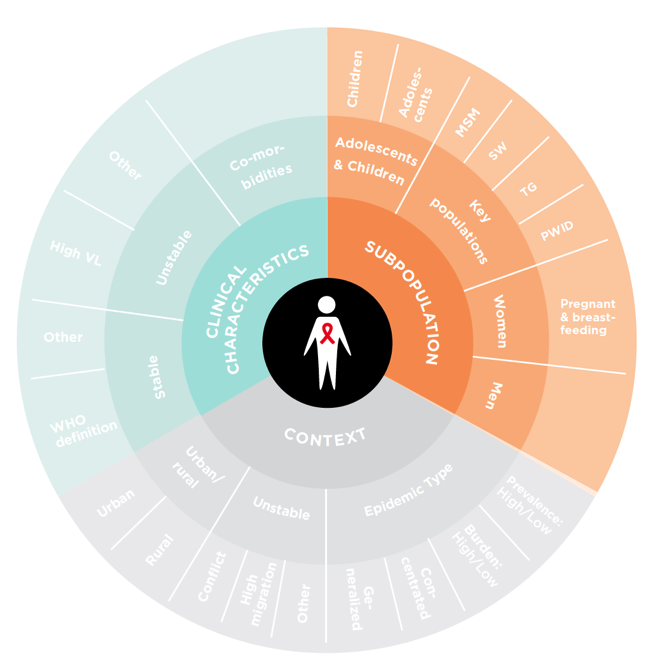 CLINICAL
CHARACTERISTICS
Co-mor-
bidities
Unstable
Other
High VL
Stable
Other
WHO
definition
SUBPOPULATION
Adolescents
& Children
Children
Adoles-
cents
Key
populations
MSM
SW
TG
PWID
Women
Pregnant
& breast-
feeding
Men
CONTEXT
Epidemic Type
Prevalence:
High/Low
Burden:
High/Low
Con-
centrated
Ge-
neralized
Unstable
Other
High
migration
Conflict
Urban/
rural
Rural
Urban